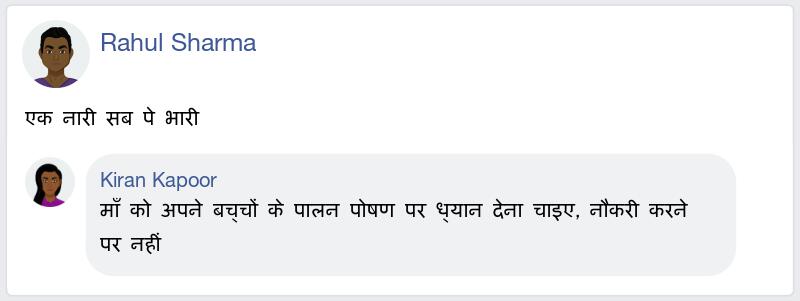 Rahul Sharma
एक नारी सब पे भारी
Kiran Kapoor
माँ को अपने बच्चों के पालन पोषण पर ध्यान देना चाइए, नौकरी करने
पर नहीं